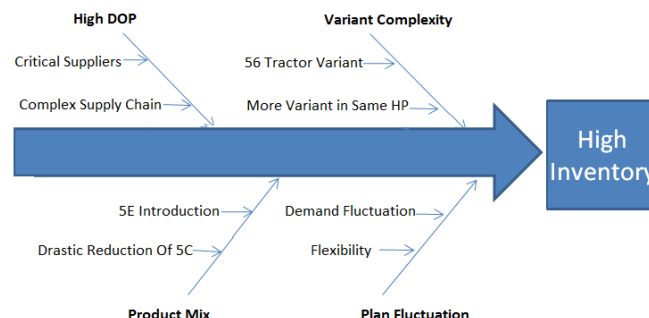 High DOP
Variant Complexity
Critical Suppliers
56 Tractor Variant
Complex Supply Chain
More Variant in Same HP
High
Inventory
5E Introduction
Demand Fluctuation
Drastic Reduction Of 5C
Flexibility
Product Mix
Plan Fluctuation